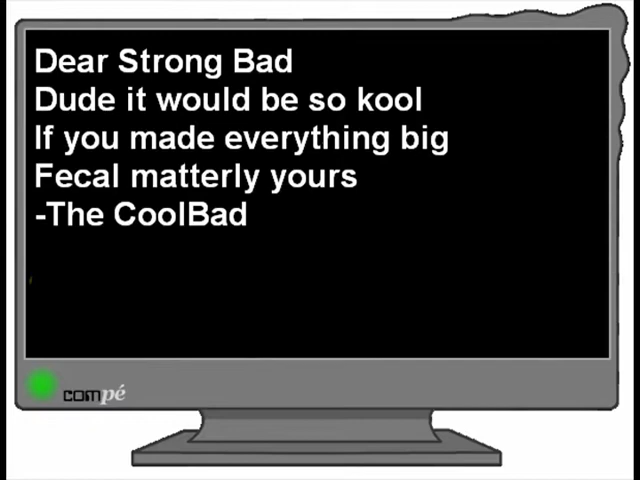 Dear Strong Bad
Dude it would be so kool
If you made everything big
Fecal matterly yours
-The CoolBad
compé